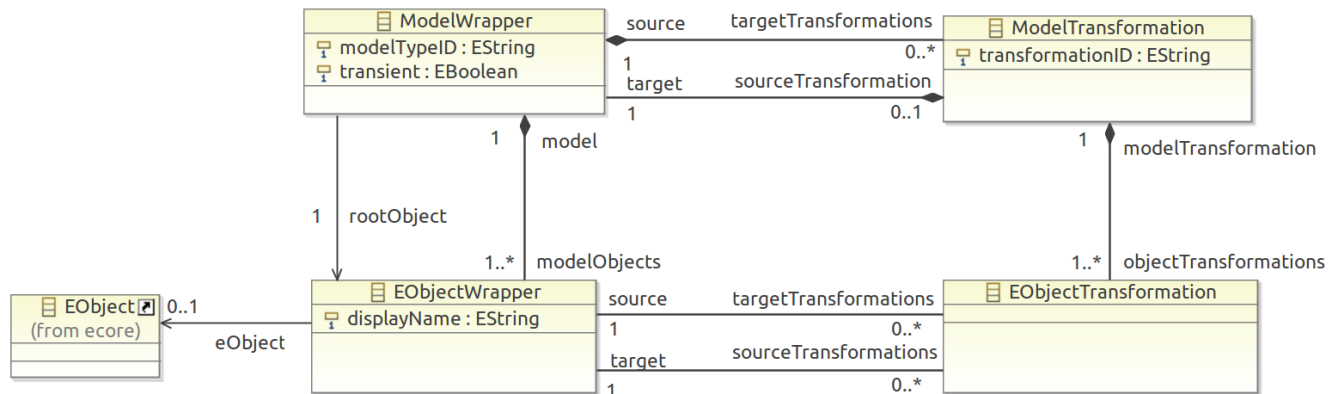 ModelWrapper
modelTypeID : EString
transient : EBoolean
source
targetTransformations
1
0..*
target
sourceTransformation
1
0..1
ModelTransformation
transformationID : EString
1
model
1
modelTransformation
1
rootObject
1..*
modelObjects
1..*
objectTransformations
EObject
(from ecore)
0..1
eObject
EObjectWrapper
displayName : EString
source
targetTransformations
1
0..*
target
sourceTransformations
1
0..*
EObjectTransformation